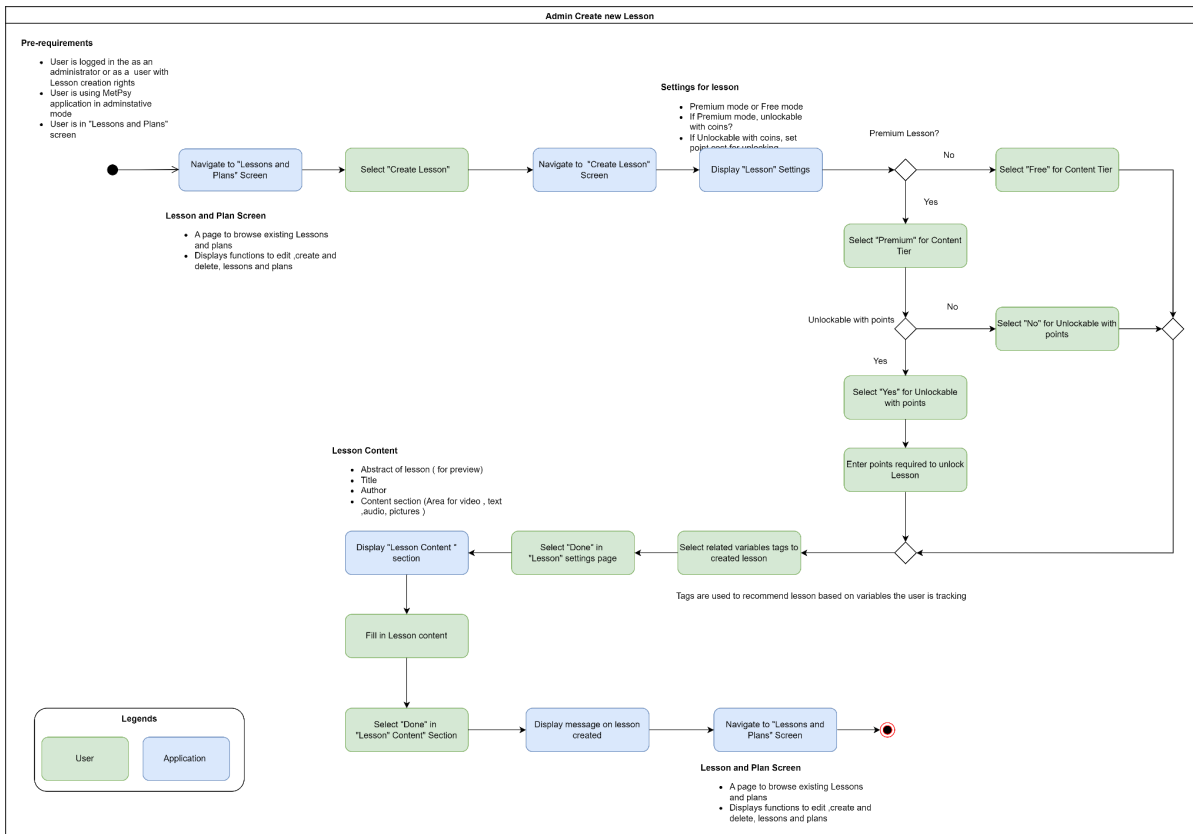 Admin Create new Lesson
Pre-requirements
User is logged in the as an
administrator or as a user with
Lesson creation rights
User is using MetPsy
application in adminstative
mode
User is in "Lessons and Plans"
screen
Settings for lesson
Premium mode or Free mode
If Premium mode, unlockable
with coins?
If Unlockable with coins, set
point cost for unlocking
Premium Lesson?
No
Navigate to "Lessons and
Plans" Screen
Select "Create Lesson"
Navigate to "Create Lesson"
Screen
Display "Lesson" Settings
Select "Free" for Content Tier
Yes
Lesson and Plan Screen
A page to browse existing Lessons
and plans
Displays functions to edit ,create and
delete, lessons and plans
Select "Premium" for Content
Tier
No
Unlockable with points
Select "No" for Unlockable with
points
Yes
Select "Yes" for Unlockable
with points
Enter points required to unlock
Lesson
Lesson Content
Abstract of lesson ( for preview)
Title
Author
Content section (Area for video , text
,audio, pictures )
Display "Lesson Content "
section
Select "Done" in
"Lesson" settings page
Select related variables tags to
created lesson
Tags are used to recommend lesson based on variables the user is tracking
Fill in Lesson content
Select "Done" in
"Lesson" Content" Section
Display message on lesson
created
Navigate to "Lessons and
Plans" Screen
Lesson and Plan Screen
A page to browse existing Lessons
and plans
Displays functions to edit ,create and
delete, lessons and plans
Legends
User
Application